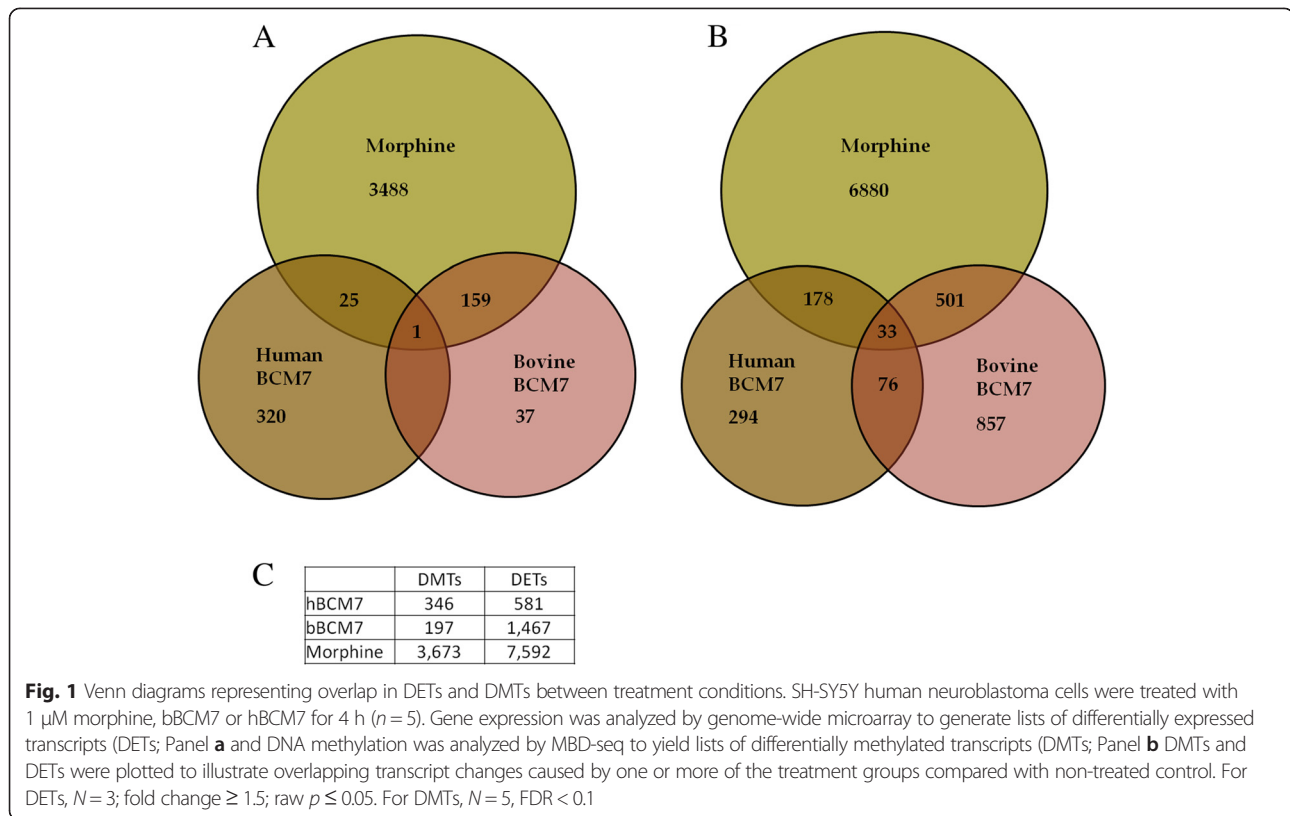 A
B
Morphine
3488
25
159
1
Human
BCM7
320
Bovine
BCM7
37
Morphine
6880
178
501
33
Human
BCM7
294
76
Bovine
BCM7
857
C
DMTs DETs
hBCM7 346 581
bBCM7 197 1,467
Morphine 3,673 7,592
Fig. 1 Venn diagrams representing overlap in DETs and DMTs between treatment conditions. SH-SY5Y human neuroblastoma cells were treated with
1 μM morphine, bBCM7 or hBCM7 for 4 h (n = 5). Gene expression was analyzed by genome-wide microarray to generate lists of differentially expressed
transcripts (DETs; Panel a and DNA methylation was analyzed by MBD-seq to yield lists of differentially methylated transcripts (DMTs; Panel b DMTs and
DETs were plotted to illustrate overlapping transcript changes caused by one or more of the treatment groups compared with non-treated control. For
DETs, N = 3; fold change ≥ 1.5; raw p ≤ 0.05. For DMTs, N = 5, FDR < 0.1